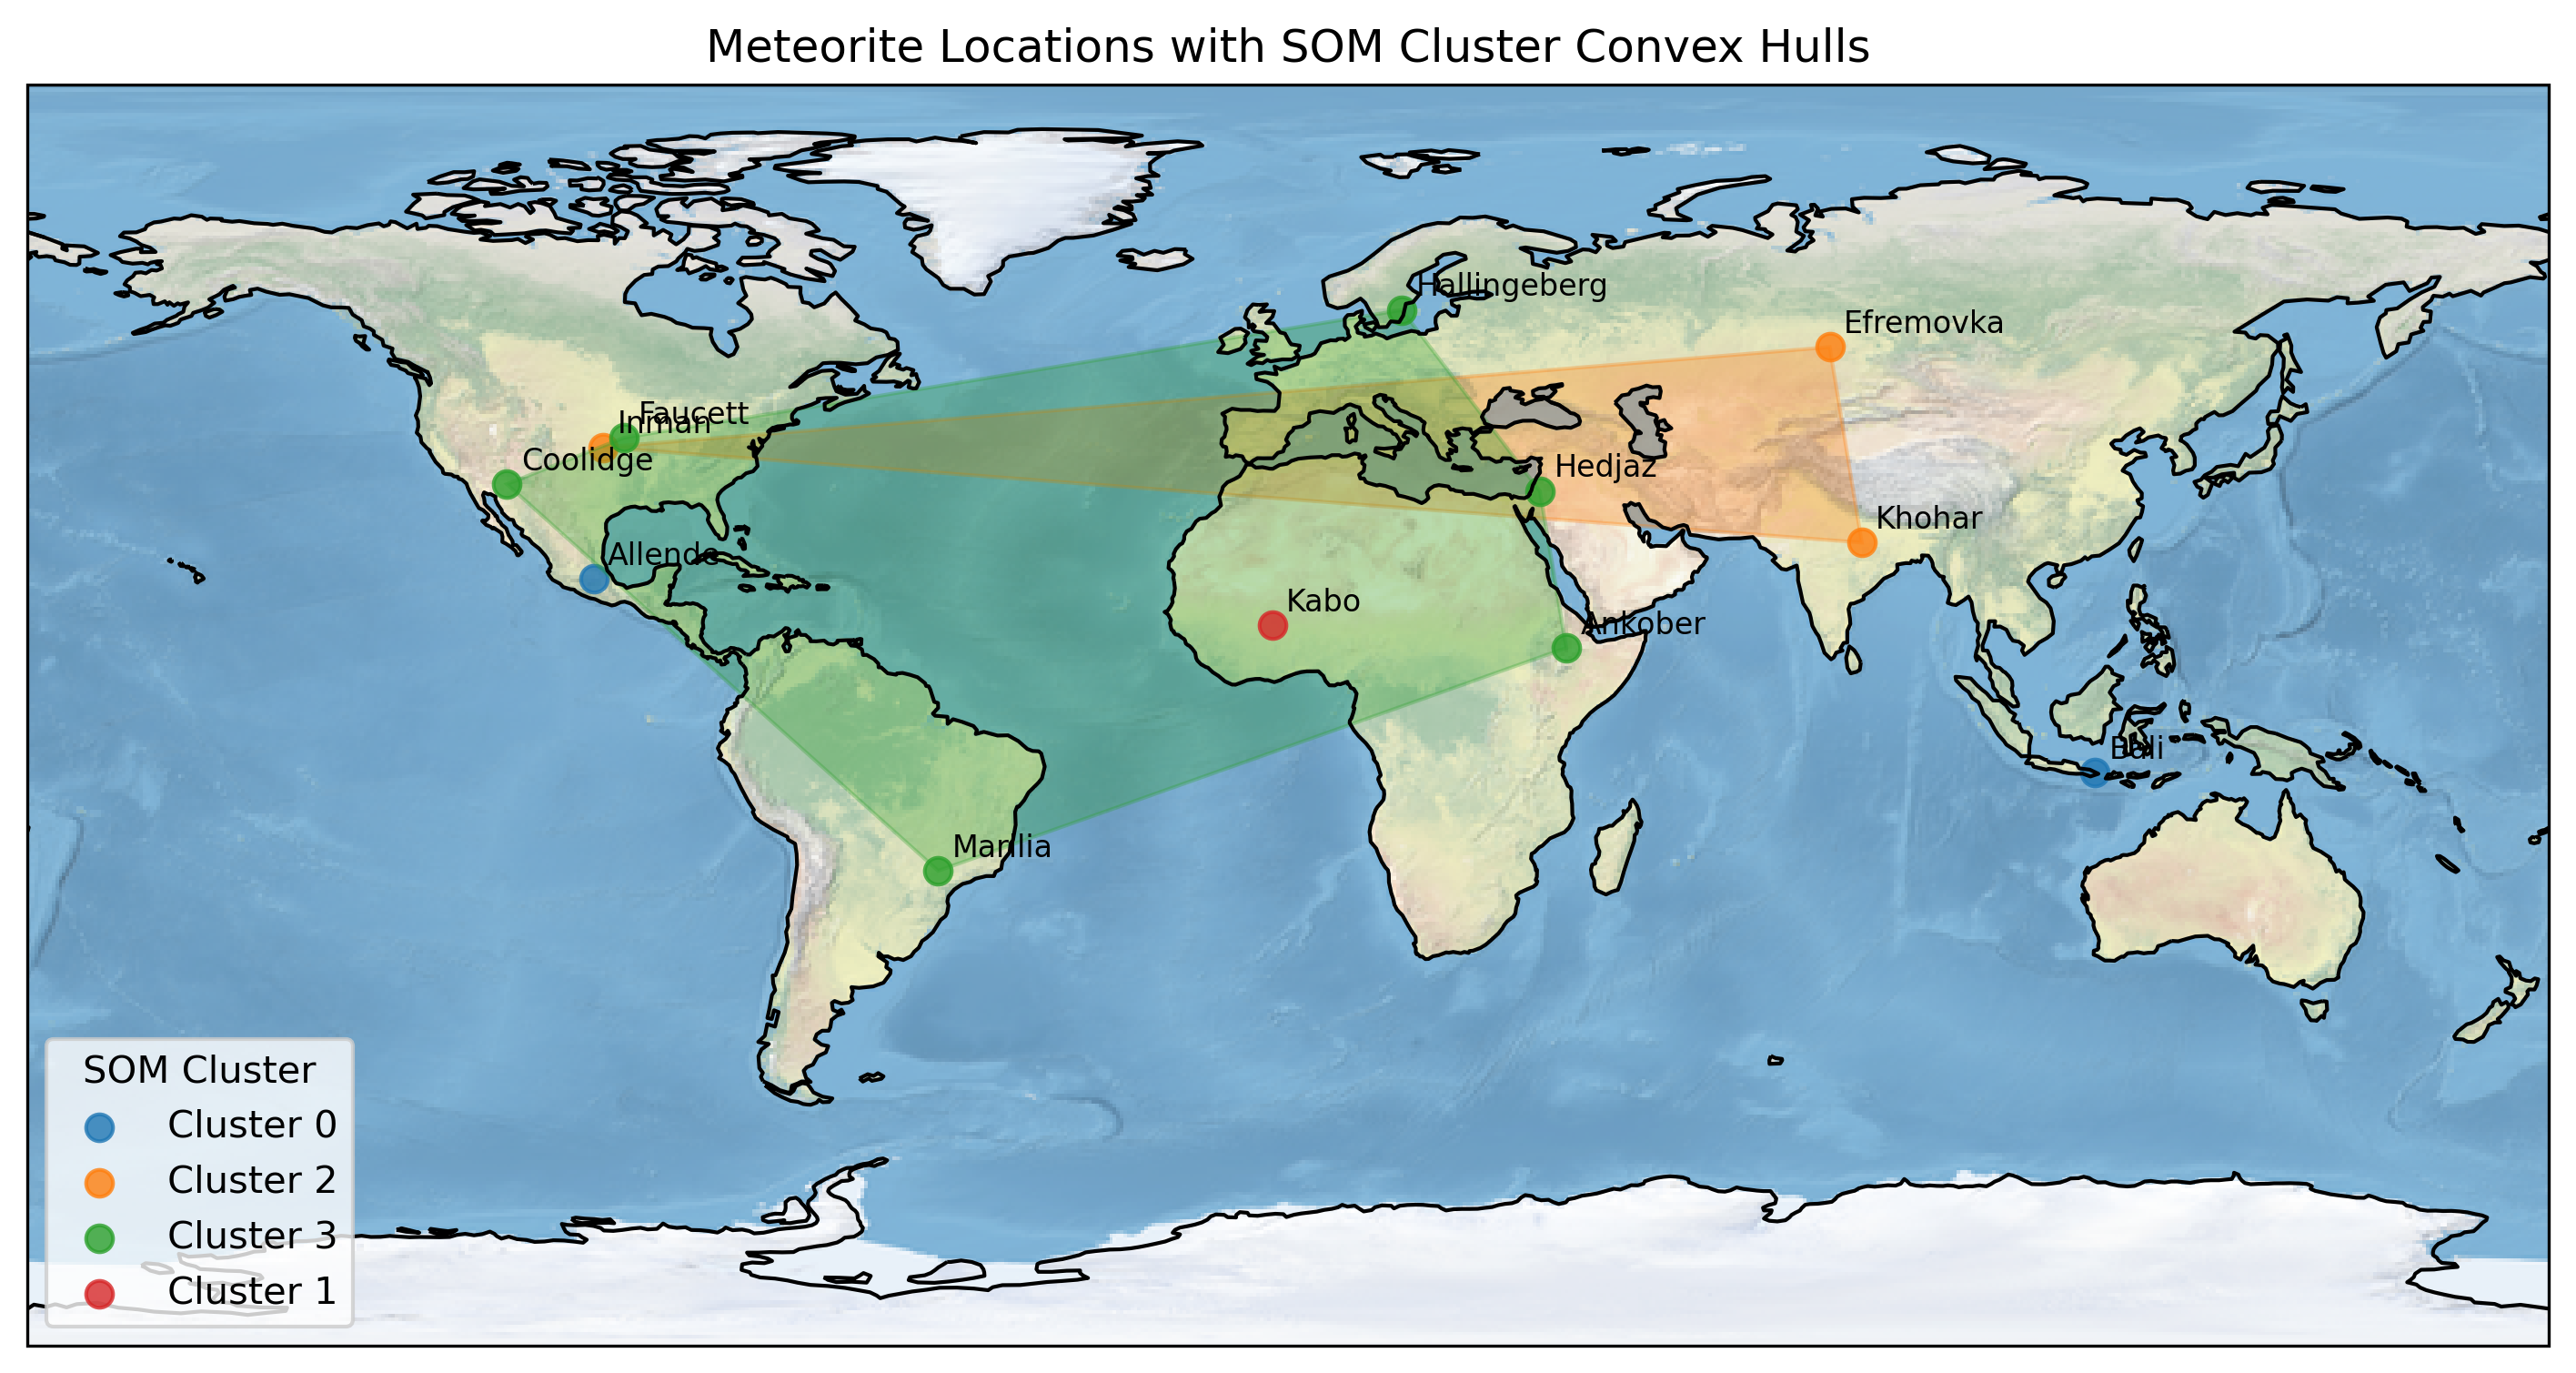 Meteorite Locations with SOM Cluster Convex Hulls
Hallingeberg
Efremovka
Faucett
Inman
Coolidge
Hedjaz
Khohar
Allende
Kabo
Ankober
Bali
Marilia
SOM Cluster
Cluster 0
Cluster 2
Cluster 3
Cluster 1